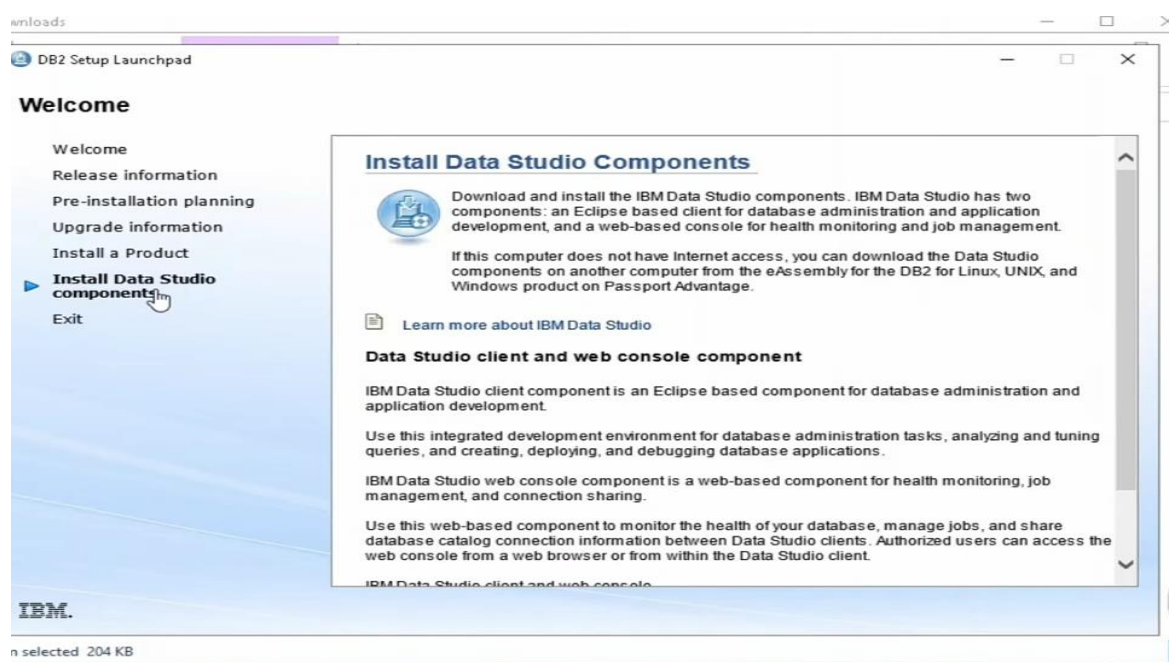 DB2 Setup Launchpad
Welcome
Welcome
Release information
Pre-installation planning
Upgrade information
Install a Product
Install Data Studio
components
Exit
Install Data Studio Components
Download and install the IBM Data Studio components. IBM Data Studio has two
components: an Eclipse based client for database administration and application
development, and a web-based console for health monitoring and job management.
If this computer does not have Internet access, you can download the Data Studio
components on another computer from the eAssembly for the DB2 for Linux, UNIX, and
Windows product on Passport Advantage.
Learn more about IBM Data Studio
Data Studio client and web console component
IBM Data Studio client component is an Eclipse based component for database administration and
application development.
Use this integrated development environment for database administration tasks, analyzing and tuning
queries, and creating, deploying, and debugging database applications.
IBM Data Studio web console component is a web-based component for health monitoring, job
management, and connection sharing.
Use this web-based component to monitor the health of your database, manage jobs, and share
database catalog connection information between Data Studio clients. Authorized users can access the
web console from a web browser or from within the Data Studio client.
IBM Data Studio client and web console
IBM.
selected 204 KB